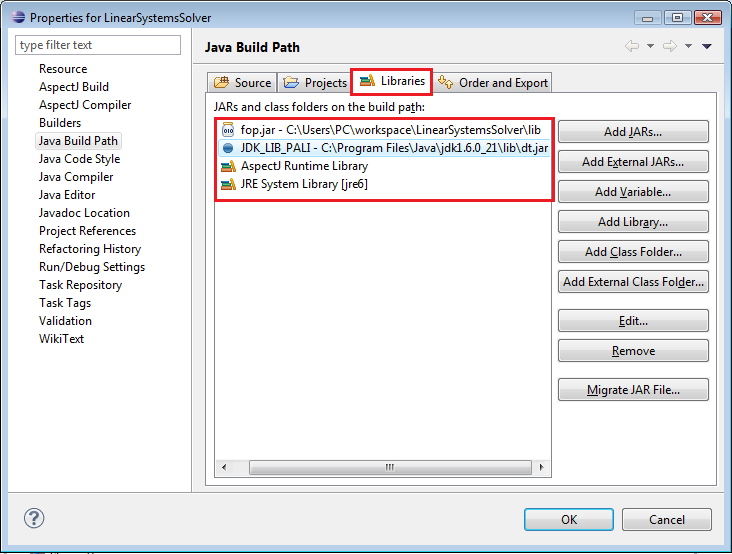 Properties for LinearSystemsSolver
type filter text
Resource
AspectJ Build
AspectJ Compiler
Builders
Java Build Path
Java Code Style
Java Compiler
Java Editor
Javadoc Location
Project References
Refactoring History
Run/Debug Settings
Task Repository
Task Tags
Validation
WikiText
Java Build Path
Source Projects Libraries Order and Export
JARs and class folders on the build path:
fop.jar - C:\Users\PC\workspace\LinearSystemsSolver\lib
JDK_LIB_PALI - C:\Program Files\Java\jdk1.6.0_21\lib\dt.jar
AspectJ Runtime Library
JRE System Library [jre6]
Add JARs...
Add External JARs...
Add Variable...
Add Library...
Add Class Folder...
Add External Class Folder...
Edit...
Remove
Migrate JAR File...
OK Cancel